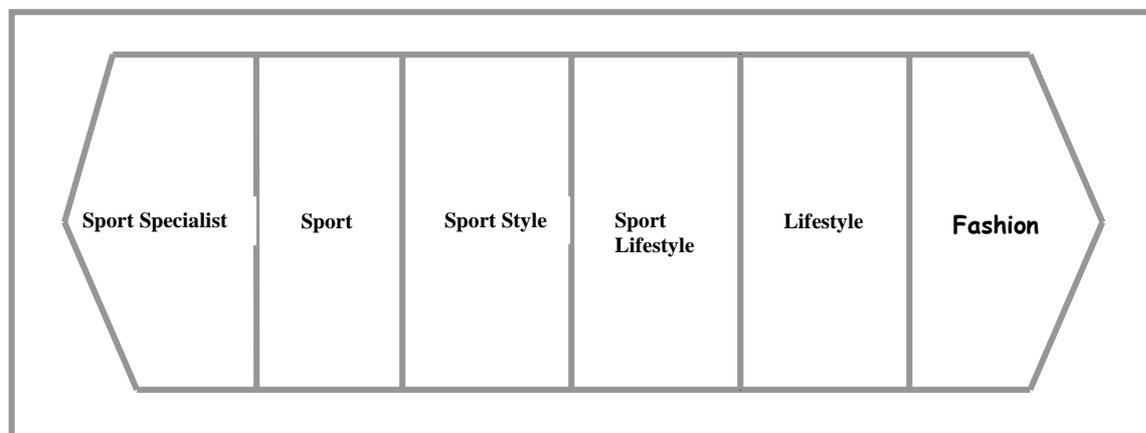 Sport Specialist
Sport
Sport Style
Sport
Lifestyle
Lifestyle
Fashion